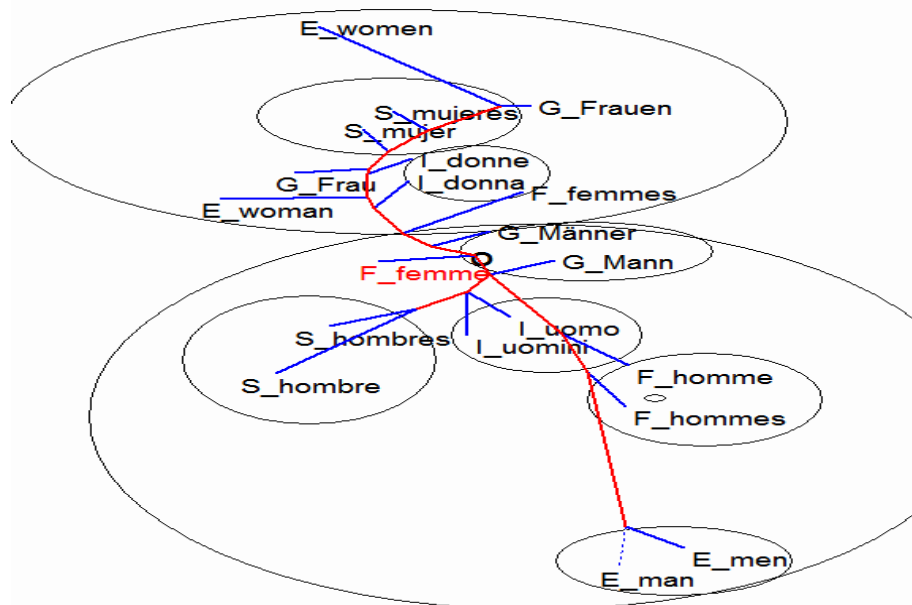 E_women
G_Frauen
S_mujeres
S_mujer
I_donne
G_Frau
I_donna
F_femmes
E_woman
G_Männer
G_Mann
F_femme
I_uomo
S_hombres
I_uomini
S_hombre
F_homme
F_hommes
E_men
E_man